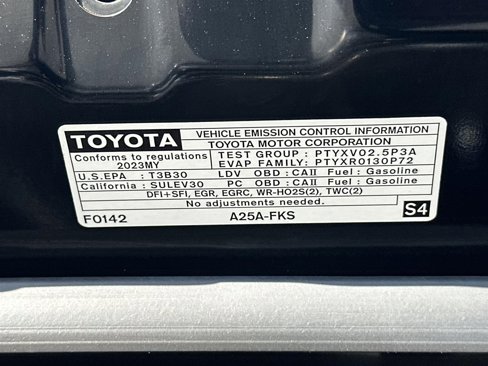 TOYOTA VEHICLE EMISSION CONTROL INFORMATION
TOYOTA MOTOR CORPORATION
Conforms to regulations TEST GROUP : PTYXV02.5P3A
2023MY EVAP FAMILY: PTYXR0130P72
U.S.EPA : T3B30 LDV OBD : CAII Fuel : Gasoline
California : SULEV30 PC OBD : CAII Fuel : Gasoline
DFI+SFI, EGR, EGRC, WR-HO2S(2), TWC(2)
No adjustments needed.
F0142 A25A-FKS S4